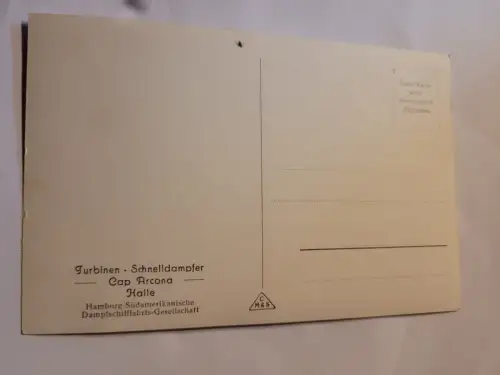 Turbinen - Schnelldampfer
Cap Arcona
Halle
Hamburg-Südamerikanische
Dampfschifffahrts-Gesellschaft
C
M & S